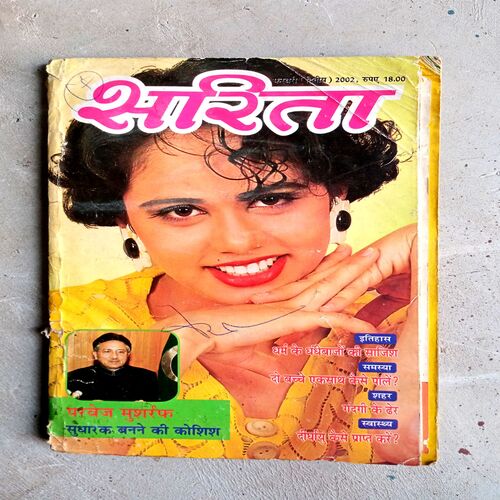 फरवरी (द्वितीय) 2002, रुपए 18.00
सरिता
इतिहास
धर्म के धंधेबाजों की साजिश
समस्या
दो बच्चे एकसाथ कैसे पालें?
शहर
गंदगी के ढेर
स्वास्थ्य
दीर्घायु कैसे प्राप्त करें?
परवेज मुशर्रफ
सुधारक बनने की कोशिश